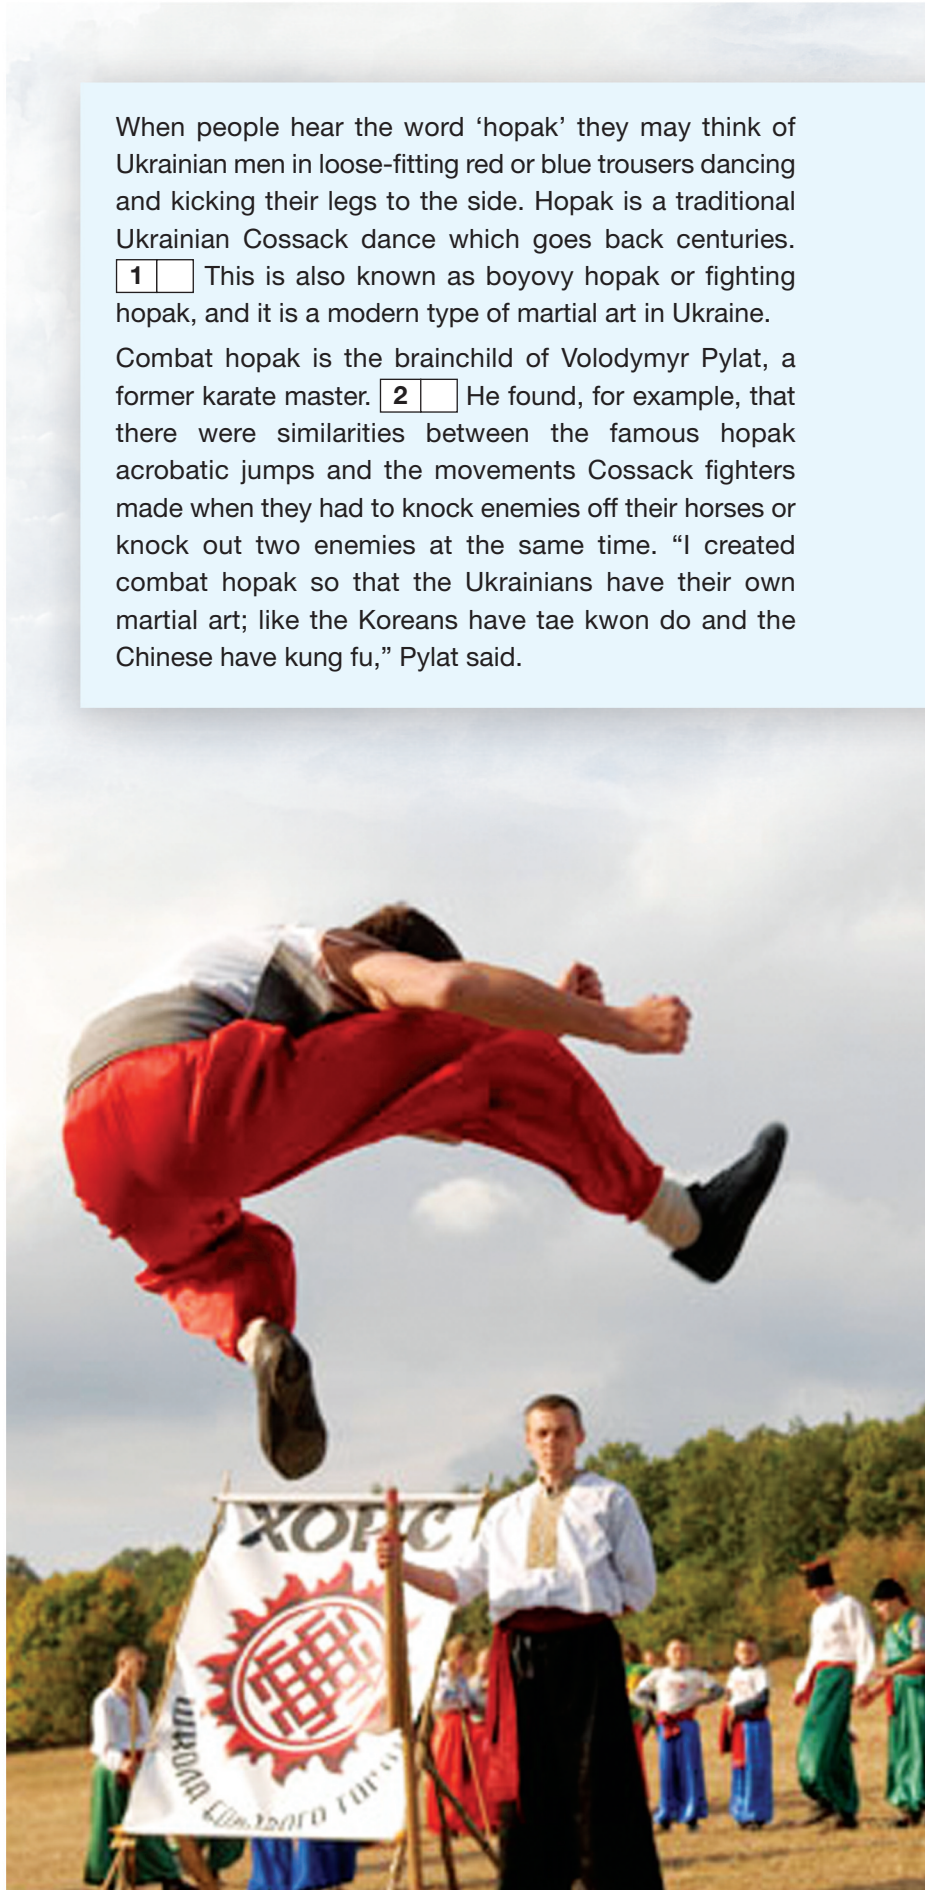 When people hear the word ‘hopak’ they may think of
Ukrainian men in loose-fitting red or blue trousers dancing
and kicking their legs to the side. Hopak is a traditional
Ukrainian Cossack dance which goes back centuries.
1 This is also known as boyovy hopak or fighting
hopak, and it is a modern type of martial art in Ukraine.
Combat hopak is the brainchild of Volodymyr Pylat, a
former karate master. 2 He found, for example, that
there were similarities between the famous hopak
acrobatic jumps and the movements Cossack fighters
made when they had to knock enemies off their horses or
knock out two enemies at the same time. “I created
combat hopak so that the Ukrainians have their own
martial art; like the Koreans have tae kwon do and the
Chinese have kung fu,” Pylat said.
ХОРС